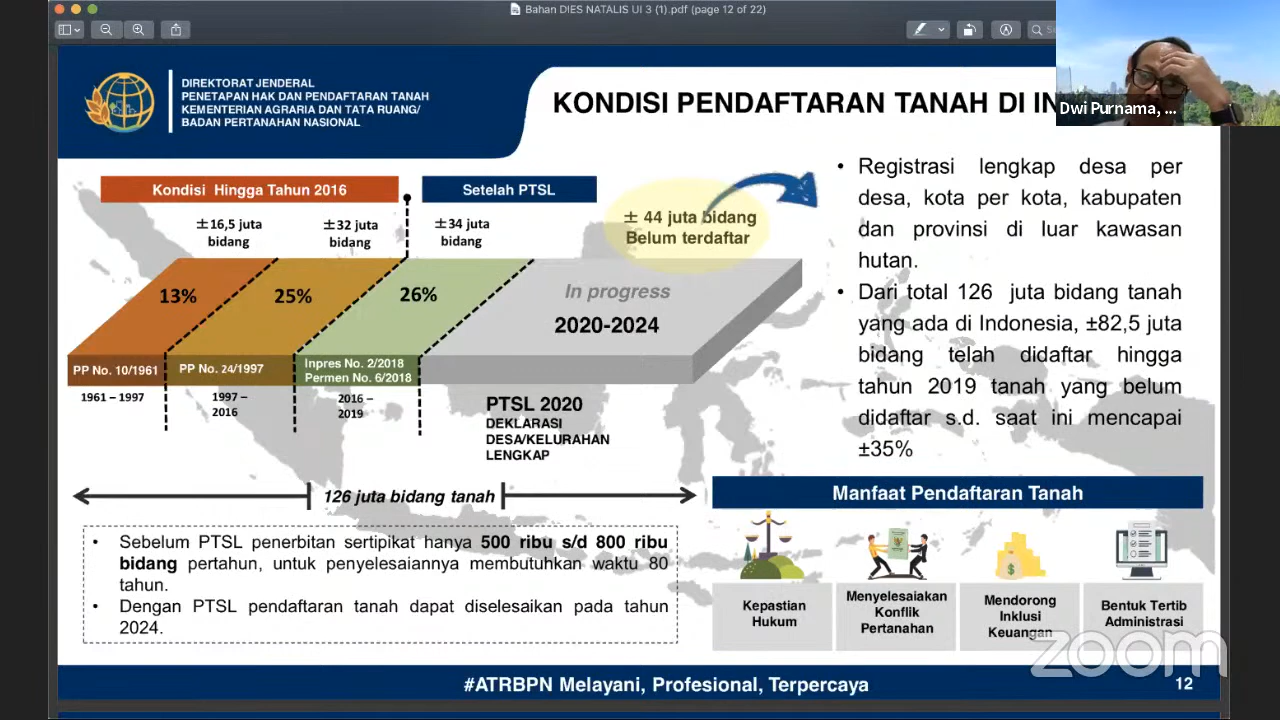 Bahan DIES NATALIS UI 3 (1).pdf (page 12 of 22)
DIREKTORAT JENDERAL
PENETAPAN HAK DAN PENDAFTARAN TANAH
KEMENTERIAN AGRARIA DAN TATA RUANG/
BADAN PERTANAHAN NASIONAL
KONDISI PENDAFTARAN TANAH DI IN
Dwi Purnama, ...
Kondisi Hingga Tahun 2016
Setelah PTSL
±16,5 juta
bidang
±32 juta
bidang
±34 juta
bidang
± 44 juta bidang
Belum terdaftar
13%
25%
26%
In progress
2020-2024
PP No. 10/1961
PP No. 24/1997
Inpres No. 2/2018
Permen No. 6/2018
1961 – 1997
1997 –
2016
2016 –
2019
PTSL 2020
DEKLARASI
DESA/KELURAHAN
LENGKAP
126 juta bidang tanah
• Sebelum PTSL penerbitan sertipikat hanya 500 ribu s/d 800 ribu
bidang pertahun, untuk penyelesaiannya membutuhkan waktu 80
tahun.
• Dengan PTSL pendaftaran tanah dapat diselesaikan pada tahun
2024.
• Registrasi lengkap desa per
desa, kota per kota, kabupaten
dan provinsi di luar kawasan
hutan.
• Dari total 126 juta bidang tanah
yang ada di Indonesia, ±82,5 juta
bidang telah didaftar hingga
tahun 2019 tanah yang belum
didaftar s.d. saat ini mencapai
±35%
Manfaat Pendaftaran Tanah
Kepastian
Hukum
Menyelesaiakan
Konflik
Pertanahan
Mendorong
Inklusi
Keuangan
Bentuk Tertib
Administrasi
zoom
#ATRBPN Melayani, Profesional, Terpercaya
12